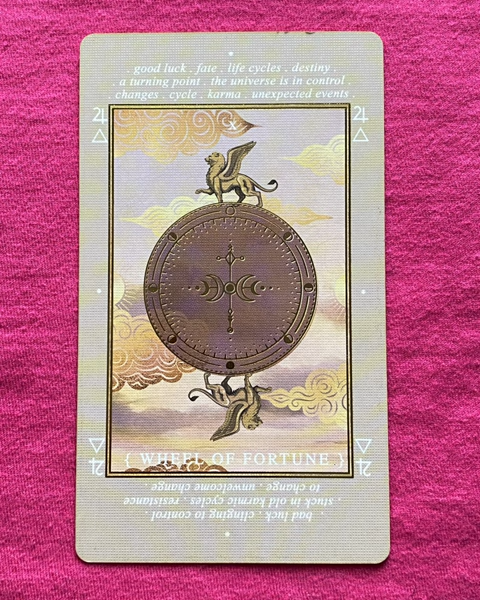 . good luck . fate . life cycles . destiny .
a turning point . the universe is in control .
changes . cycle . karma . unexpected events .
X
{ WHEEL OF FORTUNE }
. bad luck . clinging to control .
. stuck in old karmic cycles . resistance
to change . unwelcome change